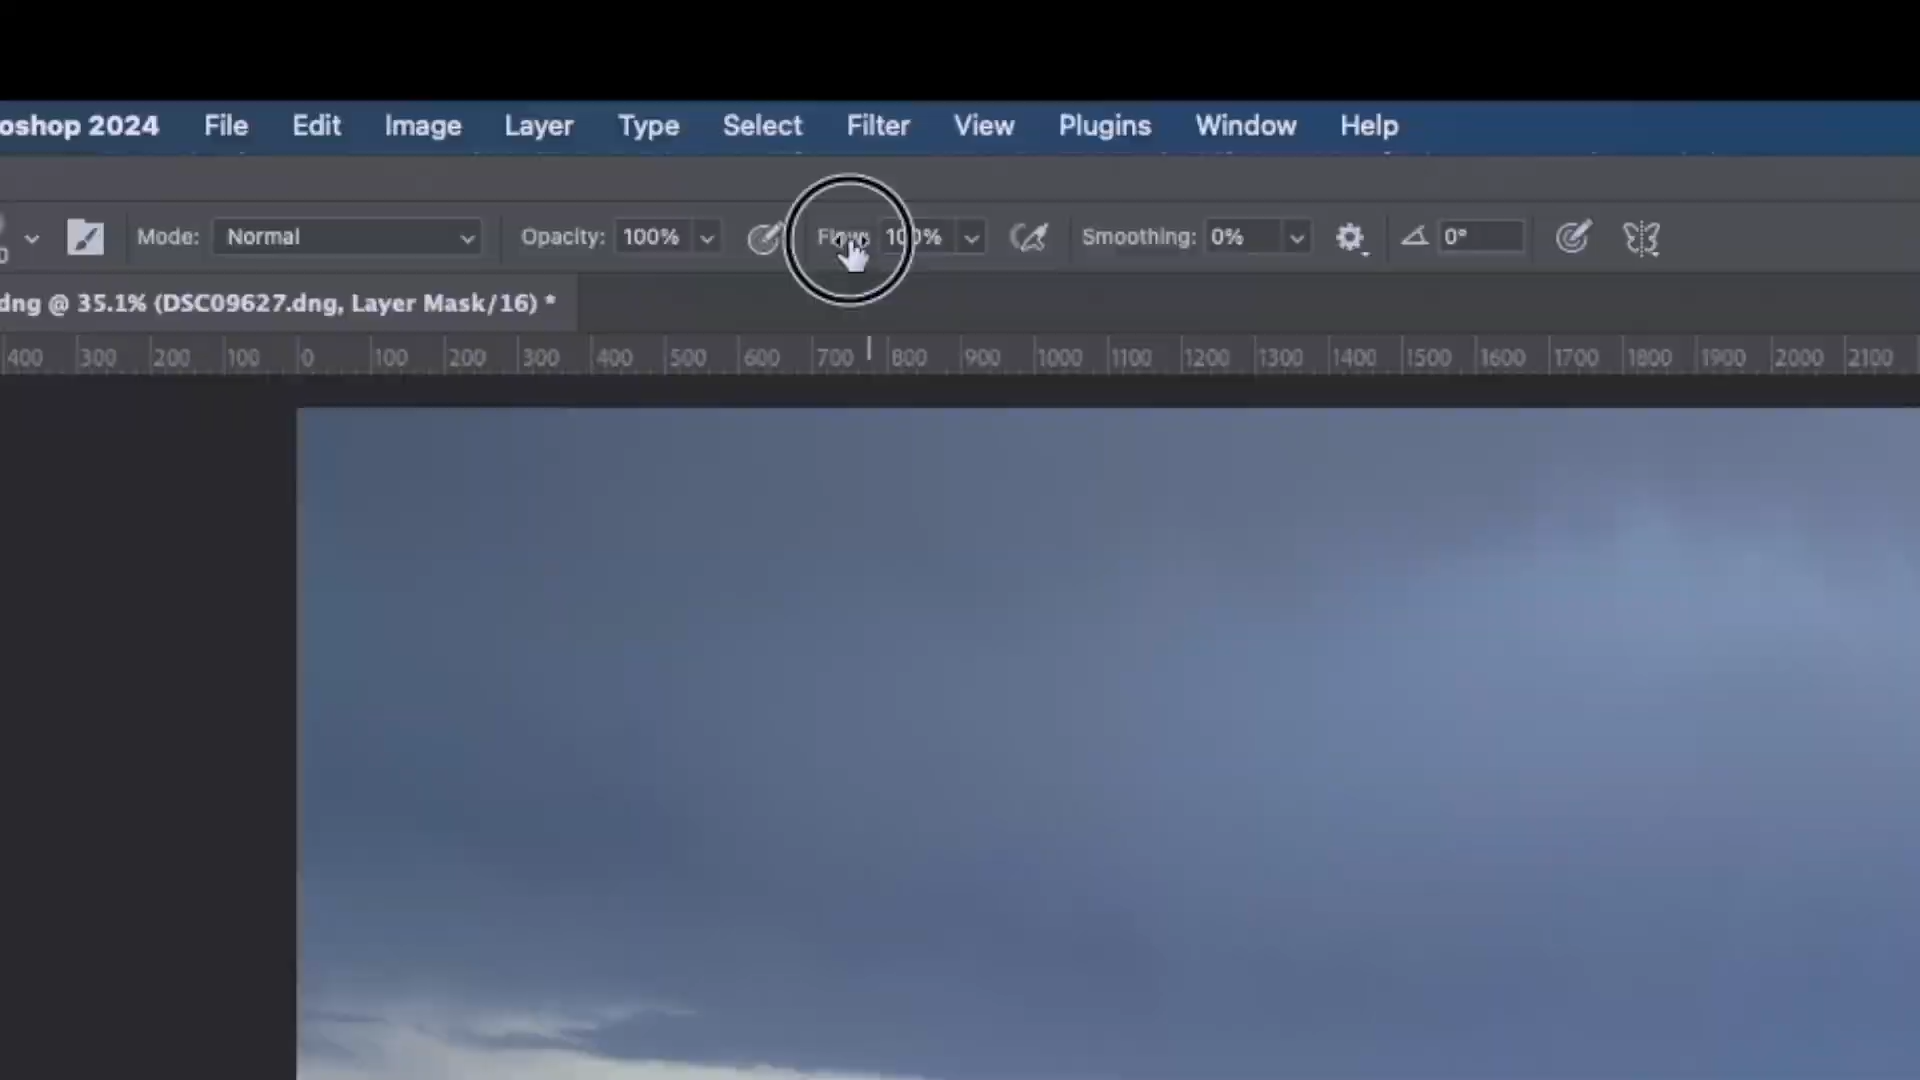 oshop 2024 File Edit Image Layer Type Select Filter View Plugins Window Help
Mode: Normal Opacity: 100% Flow: 100% Smoothing: 0% 0°
dng @ 35.1% (DSC09627.dng, Layer Mask/16) *
400 300 200 100 0 100 200 300 400 500 600 700 800 900 1000 1100 1200 1300 1400 1500 1600 1700 1800 1900 2000 2100